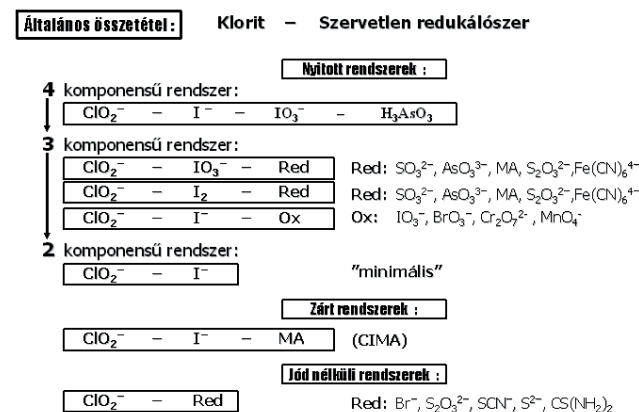 Általános összetétel : Klorit – Szervetlen redukálószer
Nyitott rendszerek :
4 komponensű rendszer:
ClO₂⁻ – I⁻ – IO₃⁻ – H₃AsO₃
3 komponensű rendszer:
ClO₂⁻ – IO₃⁻ – Red Red: SO₃²⁻, AsO₃³⁻, MA, S₂O₃²⁻,Fe(CN)₆⁴⁻
ClO₂⁻ – I₂ – Red Red: SO₃²⁻, AsO₃³⁻, MA, S₂O₃²⁻,Fe(CN)₆⁴⁻
ClO₂⁻ – I⁻ – Ox Ox: IO₃⁻, BrO₃⁻, Cr₂O₇²⁻ , MnO₄⁻
2 komponensű rendszer:
ClO₂⁻ – I⁻ "minimális"
Zárt rendszerek :
ClO₂⁻ – I⁻ – MA (CIMA)
Jód nélküli rendszerek :
ClO₂⁻ – Red Red: Br⁻, S₂O₃²⁻, SCN⁻, S²⁻, CS(NH₂)₂